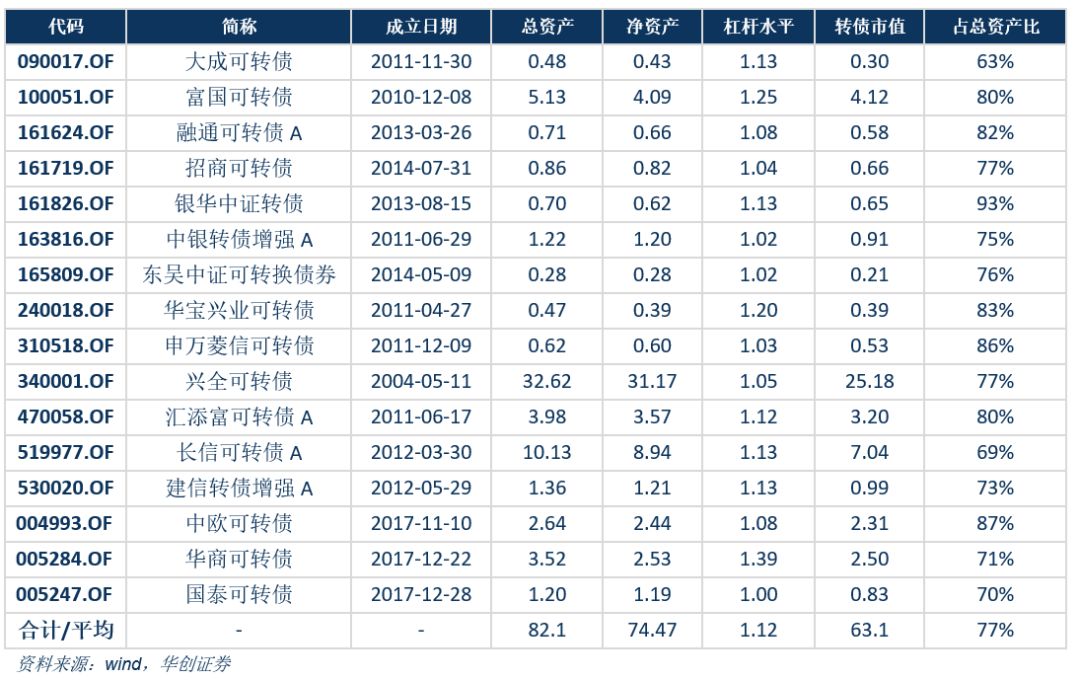 代码 简称 成立日期 总资产 净资产 杠杆水平 转债市值 占总资产比
090017.OF 大成可转债 2011-11-30 0.48 0.43 1.13 0.30 63%
100051.OF 富国可转债 2010-12-08 5.13 4.09 1.25 4.12 80%
161624.OF 融通可转债 A 2013-03-26 0.71 0.66 1.08 0.58 82%
161719.OF 招商可转债 2014-07-31 0.86 0.82 1.04 0.66 77%
161826.OF 银华中证转债 2013-08-15 0.70 0.62 1.13 0.65 93%
163816.OF 中银转债增强 A 2011-06-29 1.22 1.20 1.02 0.91 75%
165809.OF 东吴中证可转换债券 2014-05-09 0.28 0.28 1.02 0.21 76%
240018.OF 华宝兴业可转债 2011-04-27 0.47 0.39 1.20 0.39 83%
310518.OF 申万菱信可转债 2011-12-09 0.62 0.60 1.03 0.53 86%
340001.OF 兴全可转债 2004-05-11 32.62 31.17 1.05 25.18 77%
470058.OF 汇添富可转债 A 2011-06-17 3.98 3.57 1.12 3.20 80%
519977.OF 长信可转债 A 2012-03-30 10.13 8.94 1.13 7.04 69%
530020.OF 建信转债增强 A 2012-05-29 1.36 1.21 1.13 0.99 73%
004993.OF 中欧可转债 2017-11-10 2.64 2.44 1.08 2.31 87%
005284.OF 华商可转债 2017-12-22 3.52 2.53 1.39 2.50 71%
005247.OF 国泰可转债 2017-12-28 1.20 1.19 1.00 0.83 70%
合计/平均 - - 82.1 74.47 1.12 63.1 77%
资料来源：wind，华创证券